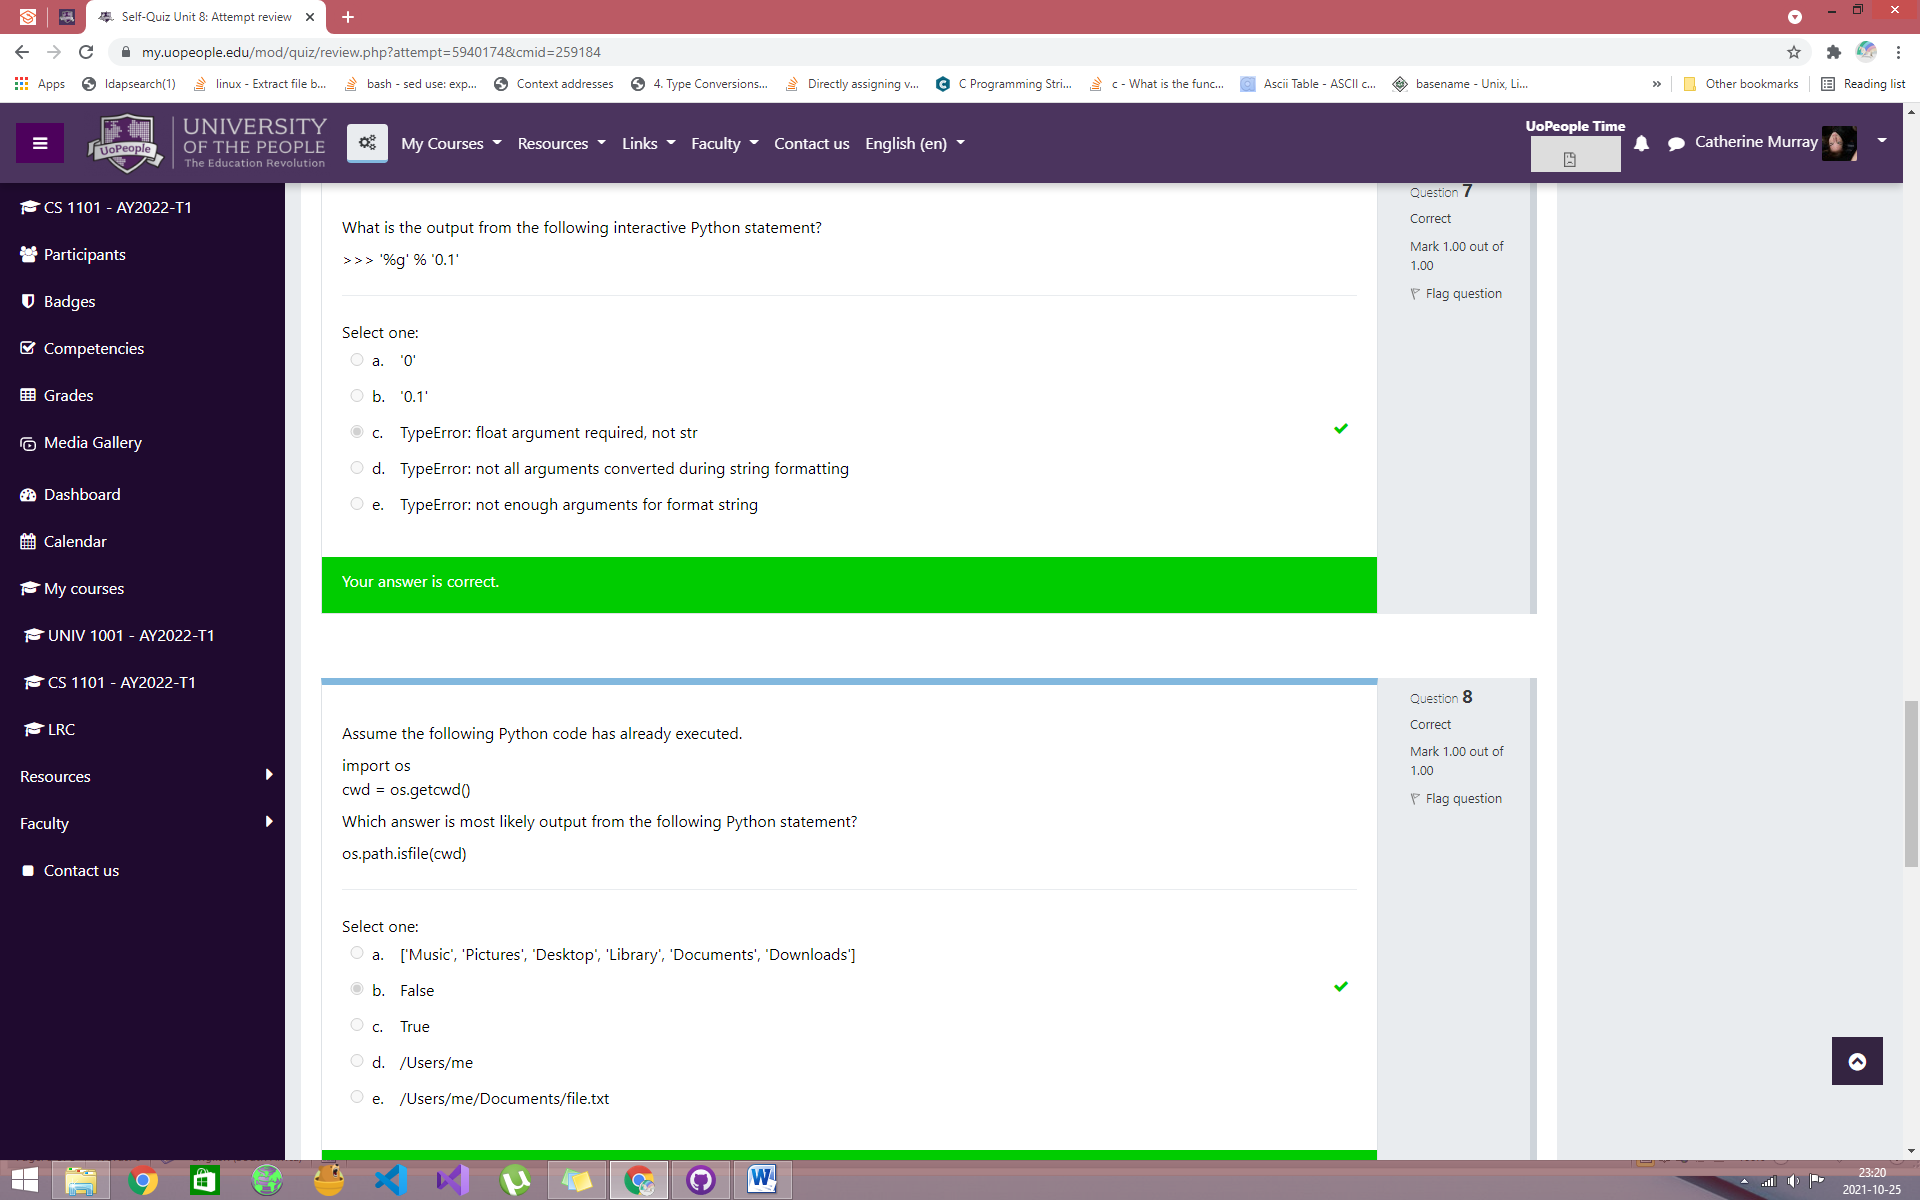 Self-Quiz Unit 8: Attempt review
my.uopeople.edu/mod/quiz/review.php?attempt=5940174&cmid=259184
Apps ldapsearch(1) linux - Extract file b... bash - sed use: exp... Context addresses 4. Type Conversions... Directly assigning v... C Programming Stri... c - What is the func... Ascii Table - ASCII c... basename - Unix, Li... » Other bookmarks Reading list
UoPeople
UNIVERSITY
OF THE PEOPLE
The Education Revolution
My Courses Resources Links Faculty Contact us English (en)
UoPeople Time
Catherine Murray
CS 1101 - AY2022-T1
Participants
Badges
Competencies
Grades
Media Gallery
Dashboard
Calendar
My courses
UNIV 1001 - AY2022-T1
CS 1101 - AY2022-T1
LRC
Resources
Faculty
Contact us
Question 7
Correct
Mark 1.00 out of
1.00
Flag question
What is the output from the following interactive Python statement?
>>> '%g' % '0.1'
Select one:
a. '0'
b. '0.1'
c. TypeError: float argument required, not str
d. TypeError: not all arguments converted during string formatting
e. TypeError: not enough arguments for format string
Your answer is correct.
Question 8
Correct
Mark 1.00 out of
1.00
Flag question
Assume the following Python code has already executed.
import os
cwd = os.getcwd()
Which answer is most likely output from the following Python statement?
os.path.isfile(cwd)
Select one:
a. ['Music', 'Pictures', 'Desktop', 'Library', 'Documents', 'Downloads']
b. False
c. True
d. /Users/me
e. /Users/me/Documents/file.txt
23:20
2021-10-25